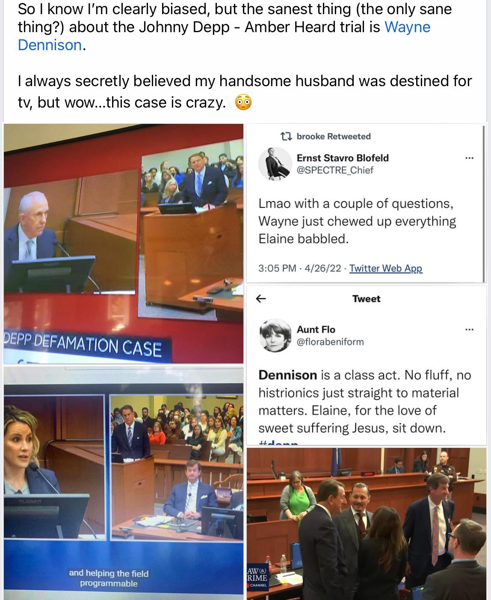 So I know I'm clearly biased, but the sanest thing (the only sane
thing?) about the Johnny Depp - Amber Heard trial is Wayne
Dennison.
I always secretly believed my handsome husband was destined for
tv, but wow...this case is crazy. 😳
brooke Retweeted
Ernst Stavro Blofeld
@SPECTRE_Chief
Lmao with a couple of questions,
Wayne just chewed up everything
Elaine babbled.
3:05 PM · 4/26/22 · Twitter Web App
DEPP DEFAMATION CASE
Tweet
Aunt Flo
@florabeniform
Dennison is a class act. No fluff, no
histrionics just straight to material
matters. Elaine, for the love of
sweet suffering Jesus, sit down.
#depp
and helping the field
programmable
AW&
RIME
CHANNEL